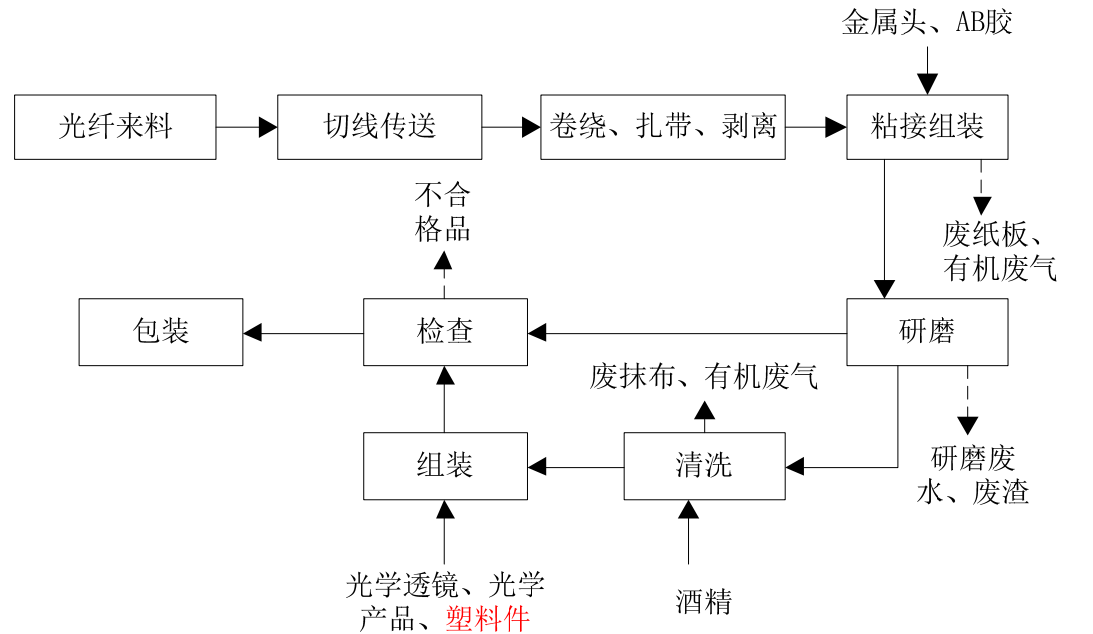 金属头、AB胶
光纤来料
切线传送
卷绕、扎带、剥离
粘接组装
不合
格品
废纸板、
有机废气
包装
检查
研磨
废抹布、有机废气
组装
清洗
研磨废
水、废渣
光学透镜、光学
产品、塑料件
酒精